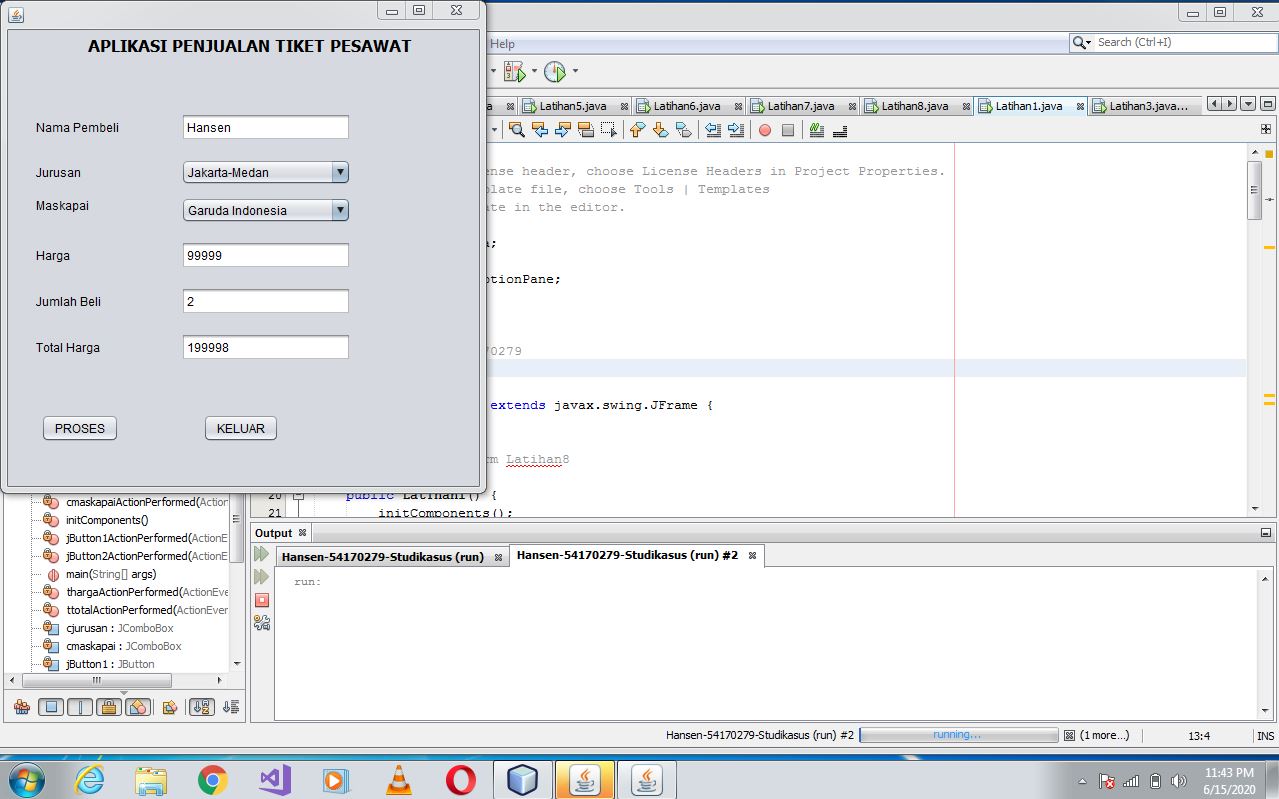 APLIKASI PENJUALAN TIKET PESAWAT
Nama Pembeli
Hansen
Jurusan
Jakarta-Medan
Maskapai
Garuda Indonesia
Harga
99999
Jumlah Beli
2
Total Harga
199998
PROSES
KELUAR
Help
Search (Ctrl+I)
a
Latihan5.java
Latihan6.java
Latihan7.java
Latihan8.java
Latihan1.java
Latihan3.java...
nse header, choose License Headers in Project Properties.
late file, choose Tools | Templates
ate in the editor.
;
ptionPane;
70279
extends javax.swing.JFrame {
rm Latihan8
20
public Latihan1() {
21
initComponents();
cmaskapaiActionPerformed(Action
initComponents()
jButton1ActionPerformed(ActionE
jButton2ActionPerformed(ActionE
main(String[] args)
thargaActionPerformed(ActionEve
ttotalActionPerformed(ActionEver
cjurusan : JComboBox
cmaskapai : JComboBox
jButton1 : JButton
Output
Hansen-54170279-Studikasus (run)
Hansen-54170279-Studikasus (run) #2
run:
Hansen-54170279-Studikasus (run) #2
running...
(1 more...)
13:4
INS
11:43 PM
6/15/2020